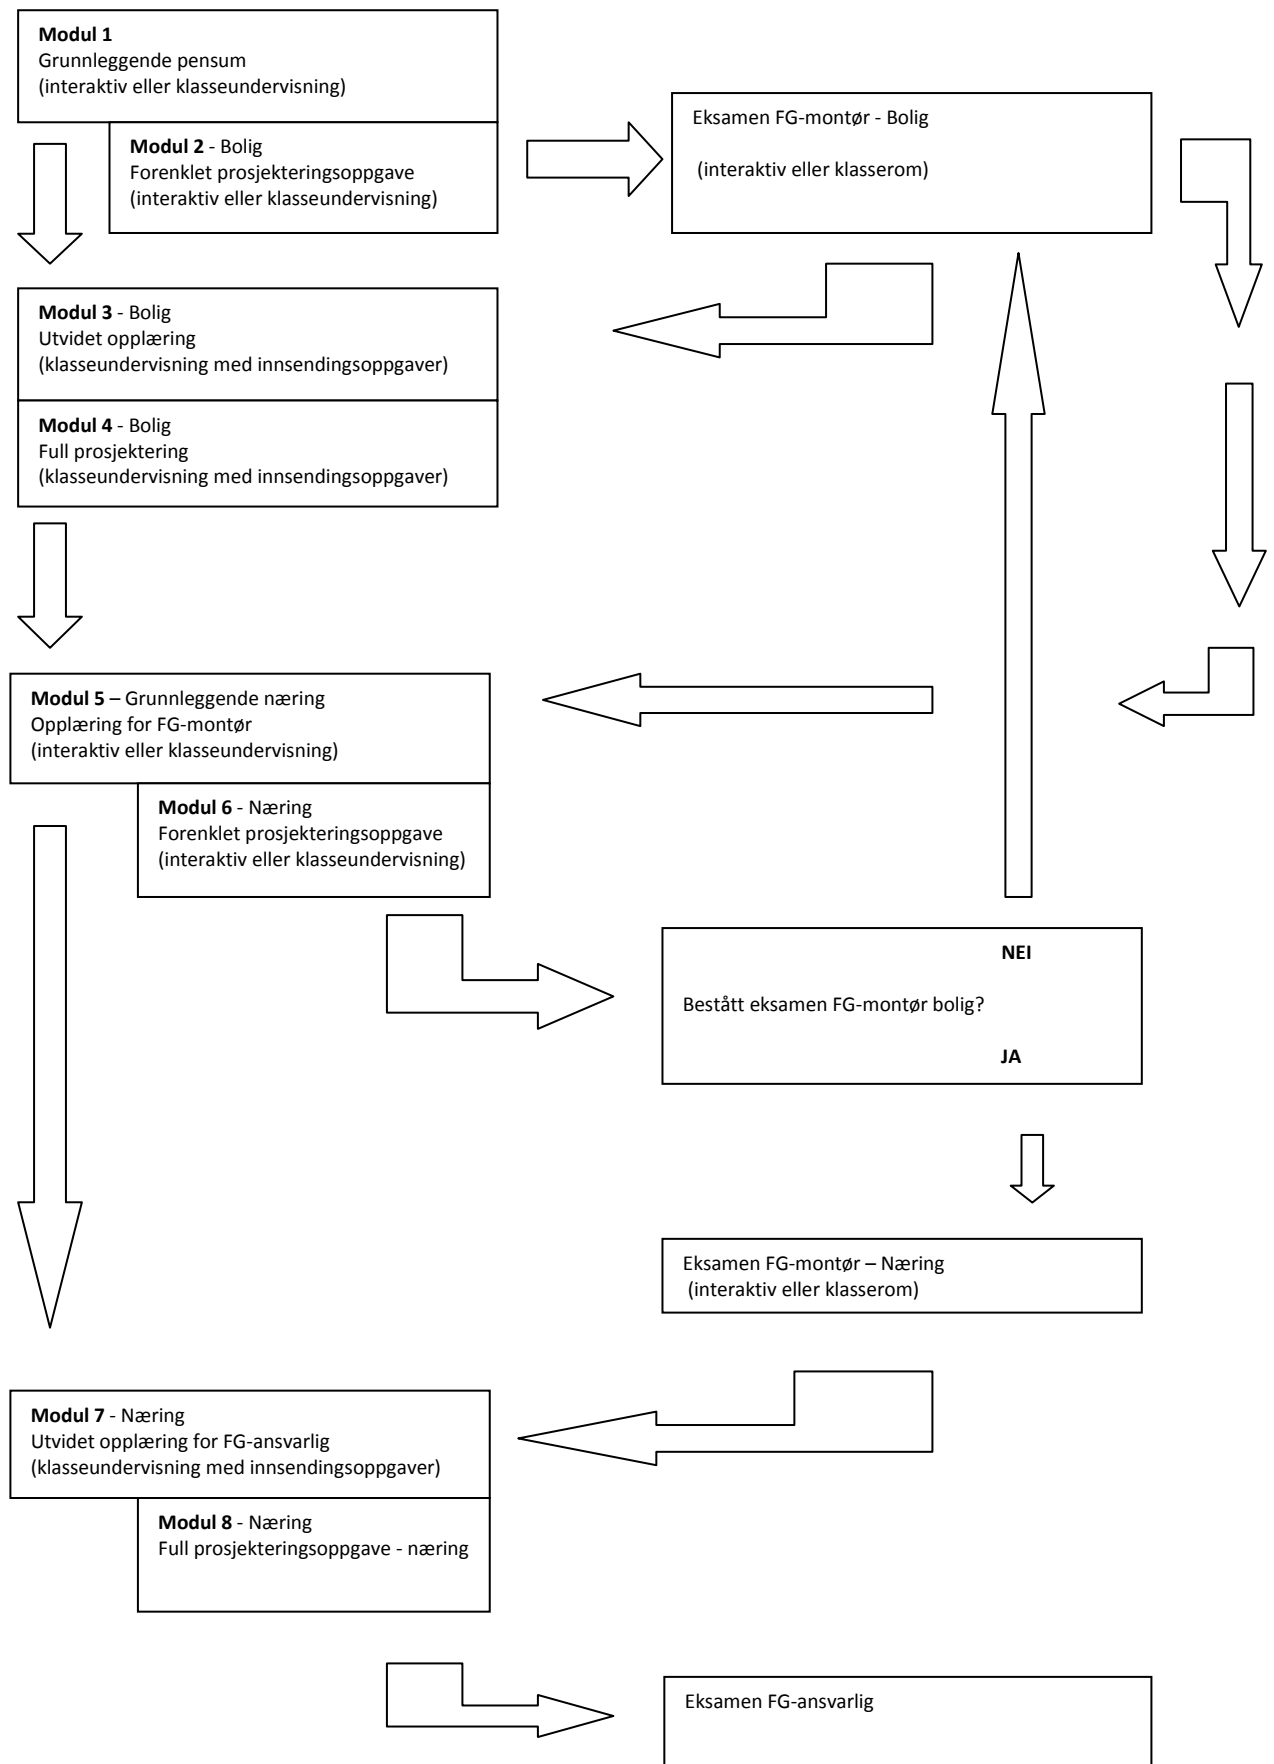 Modul 1
Grunnleggende pensum
(interaktiv eller klasseundervisning)
Modul 2 - Bolig
Forenklet prosjekteringsoppgave
(interaktiv eller klasseundervisning)
Eksamen FG-montør - Bolig
(interaktiv eller klasserom)
Modul 3 - Bolig
Utvidet opplæring
(klasseundervisning med innsendingsoppgaver)
Modul 4 - Bolig
Full prosjektering
(klasseundervisning med innsendingsoppgaver)
Modul 5 – Grunnleggende næring
Opplæring for FG-montør
(interaktiv eller klasseundervisning)
Modul 6 - Næring
Forenklet prosjekteringsoppgave
(interaktiv eller klasseundervisning)
NEI
Bestått eksamen FG-montør bolig?
JA
Eksamen FG-montør – Næring
(interaktiv eller klasserom)
Modul 7 - Næring
Utvidet opplæring for FG-ansvarlig
(klasseundervisning med innsendingsoppgaver)
Modul 8 - Næring
Full prosjekteringsoppgave - næring
Eksamen FG-ansvarlig